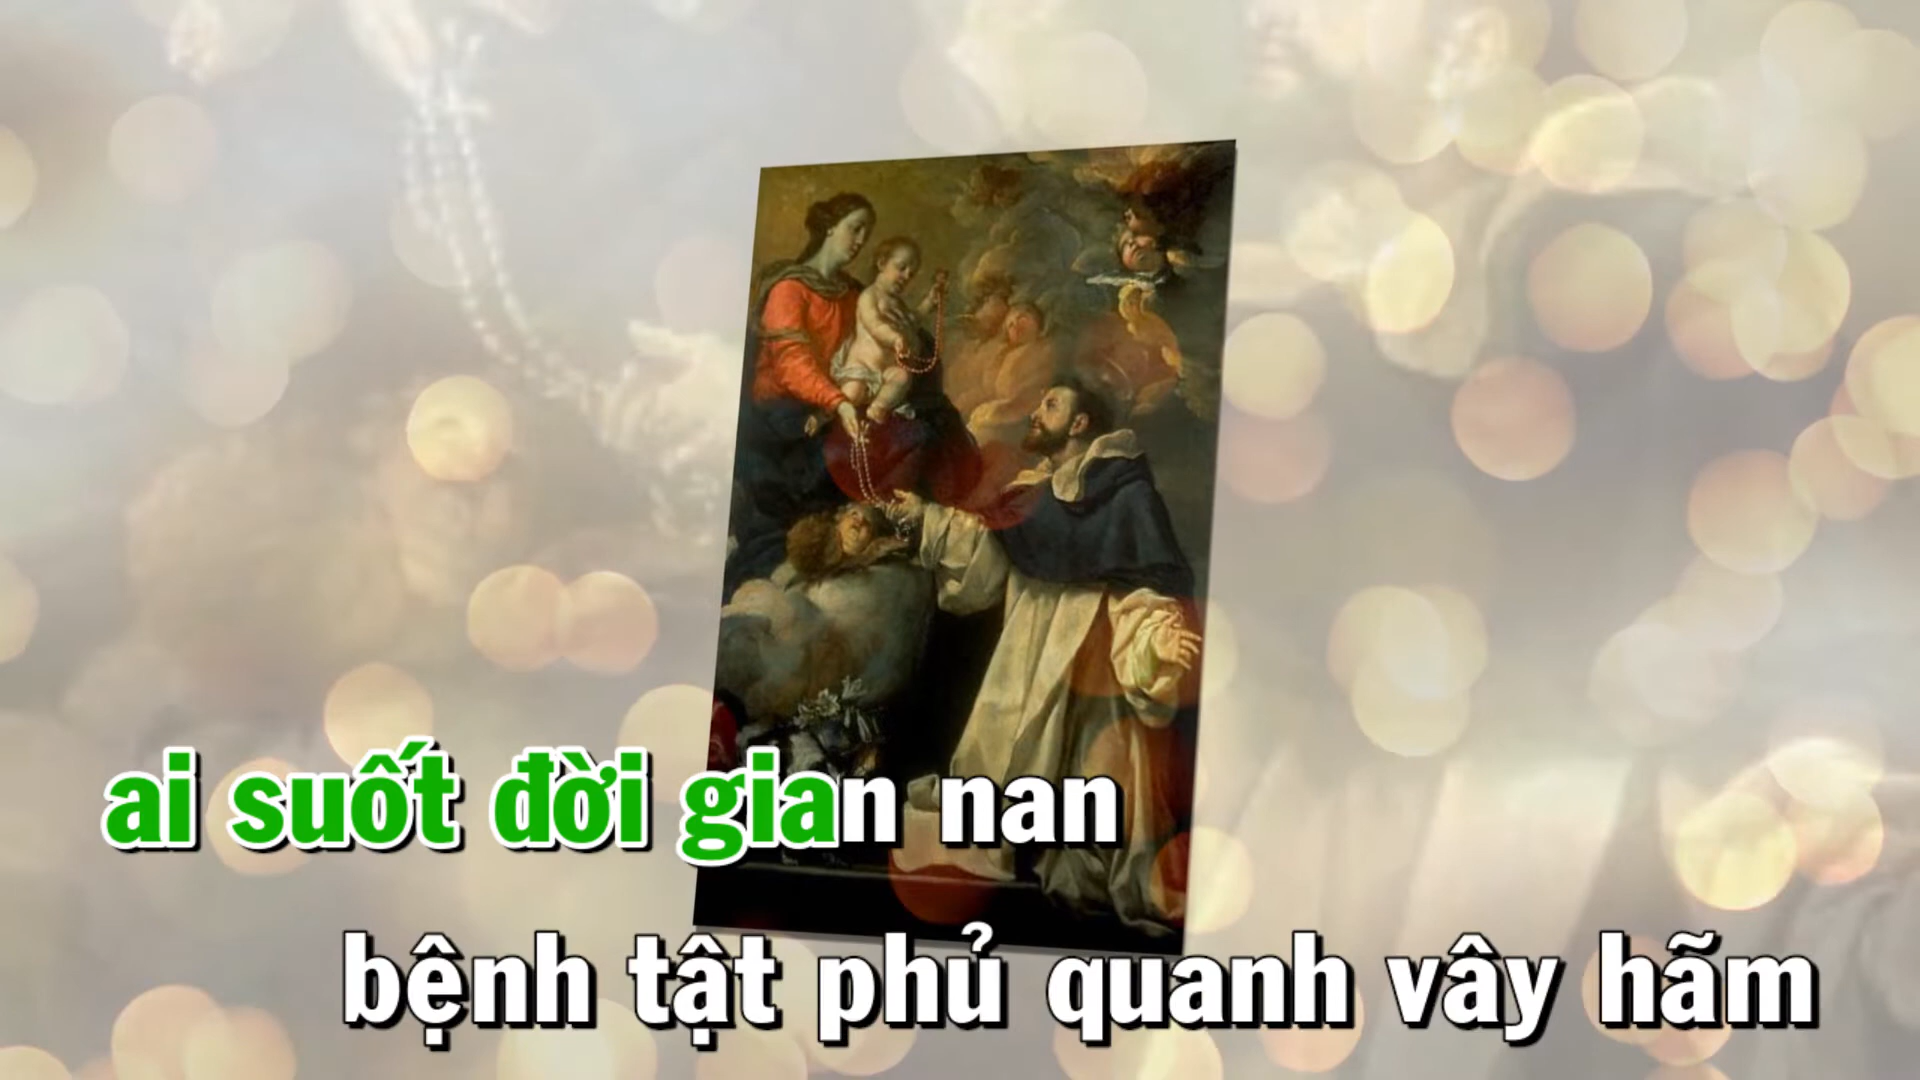 ai suốt đời gian nan
bệnh tật phủ quanh vây hãm